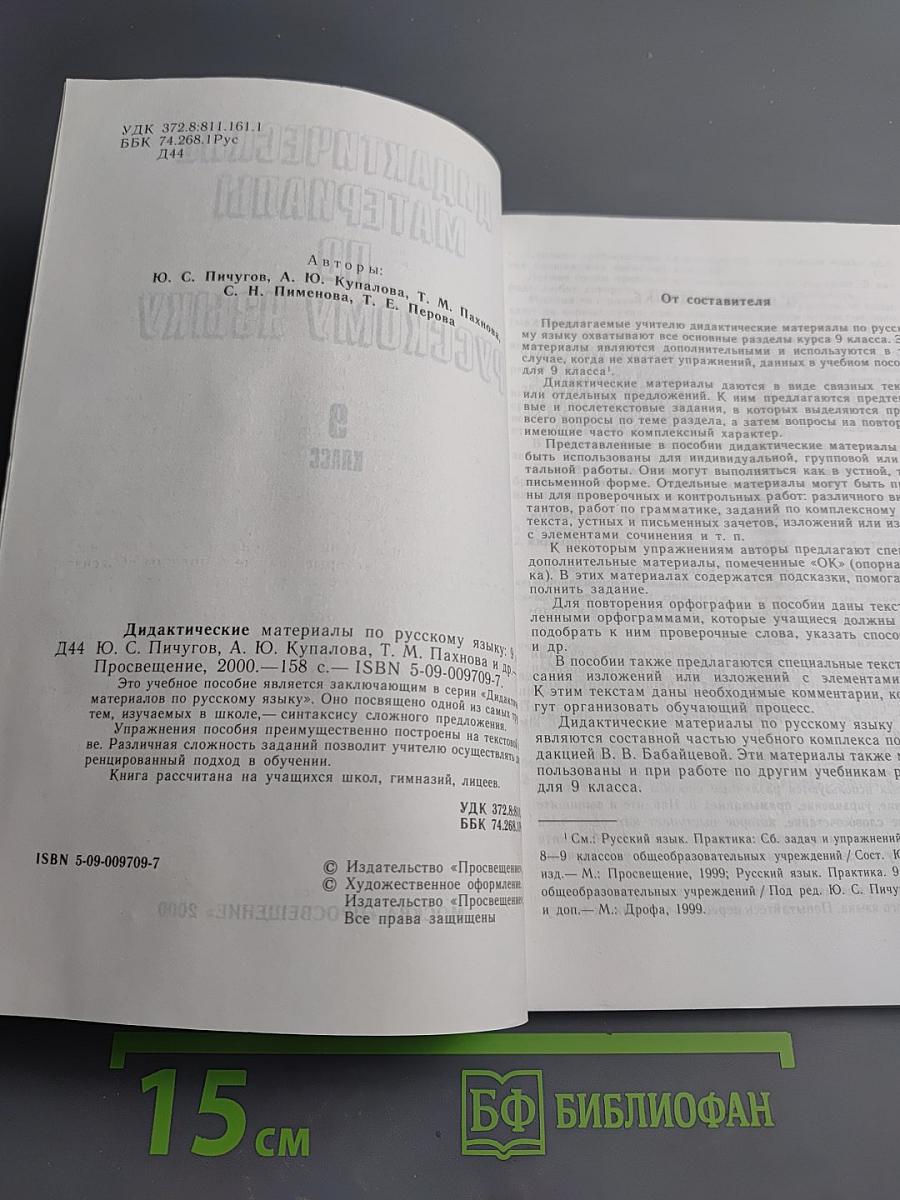 УДК 372.8:811.161.1
ББК 74.268.1Рус
Д44
Авторы:
Ю. С. Пичугов, А. Ю. Купалова, Т. М. Пахнова,
С. Н. Пименова, Т. Е. Перова
Дидактические материалы по русскому языку: 9
Д44 Ю. С. Пичугов, А. Ю. Купалова, Т. М. Пахнова и др.—
Просвещение, 2000.— 158 с.— ISBN 5-09-009709-7.
Это учебное пособие является заключающим в серии «Дидакти
материалов по русскому языку». Оно посвящено одной из самых тру
тем, изучаемых в школе,— синтаксису сложного предложения.
Упражнения пособия преимущественно построены на текстовой
ве. Различная сложность заданий позволит учителю осуществлять д
ренцированный подход в обучении.
Книга рассчитана на учащихся школ, гимназий, лицеев.
УДК 372.8:811.
ББК 74.268.1Р
ISBN 5-09-009709-7
© Издательство «Просвещение»,
© Художественное оформление.
Издательство «Просвещение»,
Все права защищены
От составителя
Предлагаемые учителю дидактические материалы по русск
му языку охватывают все основные разделы курса 9 класса. Э
материалы являются дополнительными и используются в т
случае, когда не хватает упражнений, данных в учебном посо
для 9 класса¹.
Дидактические материалы даются в виде связных тек
или отдельных предложений. К ним предлагаются предтек
вые и послетекстовые задания, в которых выделяются пр
всего вопросы по теме раздела, а затем вопросы на повтор
имеющие часто комплексный характер.
Представленные в пособии дидактические материалы
быть использованы для индивидуальной, групповой или
тальной работы. Они могут выполняться как в устной, т
письменной форме. Отдельные материалы могут быть пр
ны для проверочных и контрольных работ: различного ви
тантов, работ по грамматике, заданий по комплексному
текста, устных и письменных зачетов, изложений или из
с элементами сочинения и т. п.
К некоторым упражнениям авторы предлагают спец
дополнительные материалы, помеченные «ОК» (опорна
ка). В этих материалах содержатся подсказки, помога
полнить задание.
Для повторения орфографии в пособии даны текст
ленными орфограммами, которые учащиеся должны
подобрать к ним проверочные слова, указать спосо
и др.
В пособии также предлагаются специальные текст
сания изложений или изложений с элементами
К этим текстам даны необходимые комментарии, ко
гут организовать обучающий процесс.
Дидактические материалы по русскому языку
являются составной частью учебного комплекса по
дакцией В. В. Бабайцевой. Эти материалы также м
пользованы и при работе по другим учебникам р
для 9 класса.
¹ См.: Русский язык. Практика: Сб. задач и упражнений
8—9 классов общеобразовательных учреждений / Сост. Ю
изд.— М.: Просвещение, 1999; Русский язык. Практика. 9
общеобразовательных учреждений / Под ред. Ю. С. Пичу
и доп.— М.: Дрофа, 1999.
15 см
БФ БИБЛИОФАН